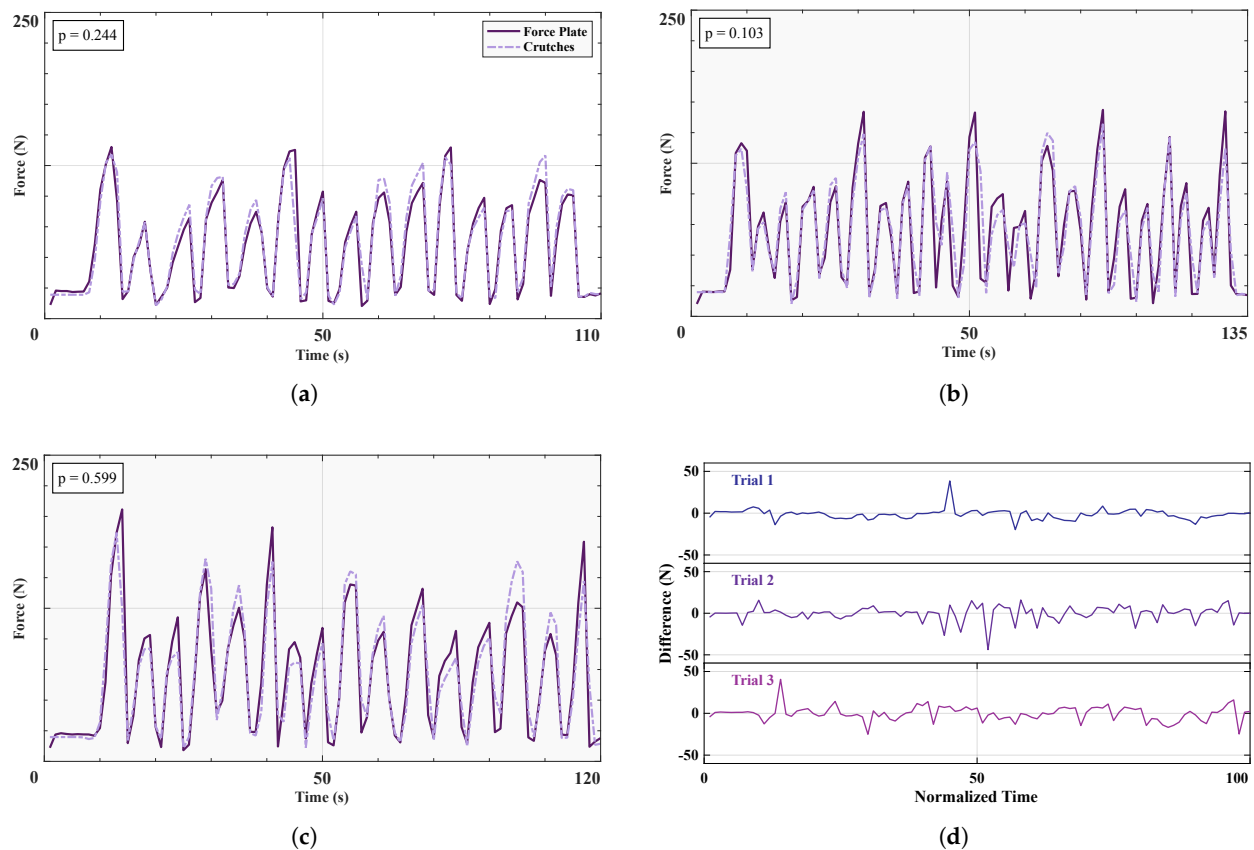 250
p = 0.244
Force Plate
Crutches
Force (N)
0
50
110
Time (s)
(a)
250
p = 0.103
Force (N)
0
50
135
Time (s)
(b)
250
p = 0.599
Force (N)
0
50
120
Time (s)
(c)
50
Trial 1
0
-50
50
Trial 2
0
-50
50
Trial 3
0
-50
Difference (N)
0
50
100
Normalized Time
(d)